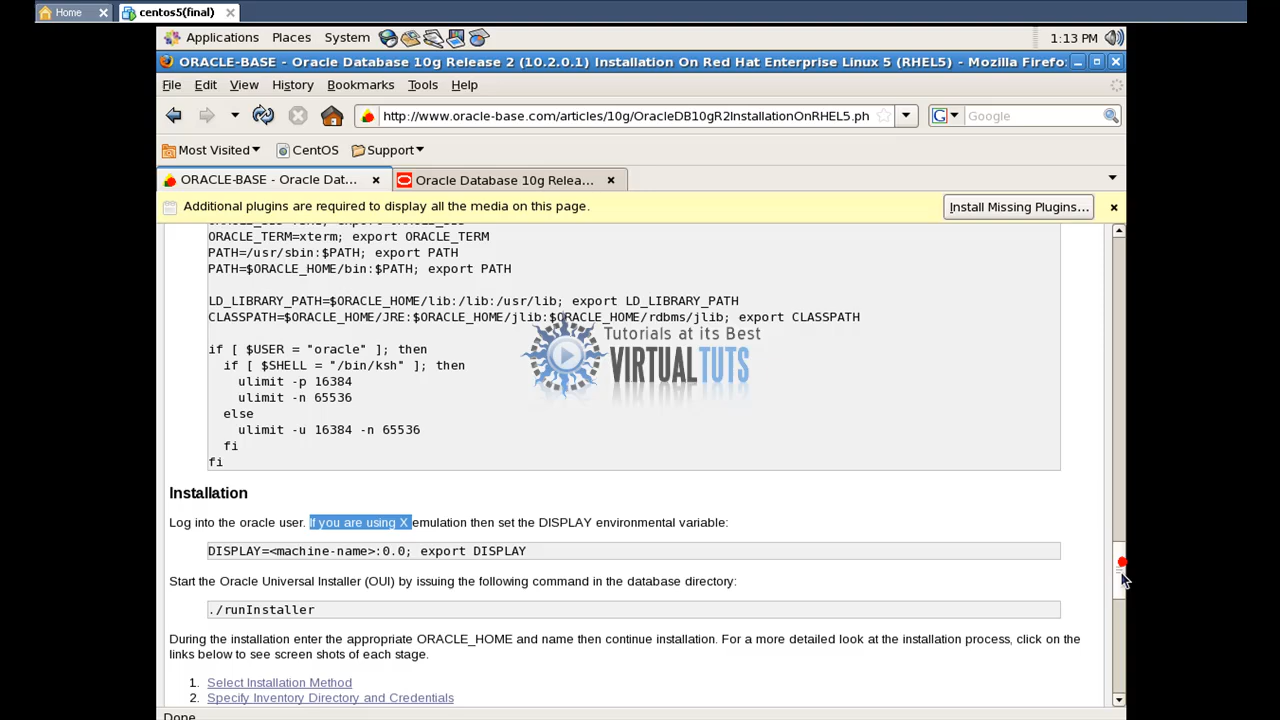 Home
centos5(final)
Applications Places System 1:13 PM
ORACLE-BASE - Oracle Database 10g Release 2 (10.2.0.1) Installation On Red Hat Enterprise Linux 5 (RHEL5) - Mozilla Firefo
File Edit View History Bookmarks Tools Help
http://www.oracle-base.com/articles/10g/OracleDB10gR2InstallationOnRHEL5.ph
Google
Most Visited CentOS Support
ORACLE-BASE - Oracle Dat... Oracle Database 10g Relea...
Additional plugins are required to display all the media on this page. Install Missing Plugins...
ORACLE_TERM=xterm; export ORACLE_TERM
PATH=/usr/sbin:$PATH; export PATH
PATH=$ORACLE_HOME/bin:$PATH; export PATH
LD_LIBRARY_PATH=$ORACLE_HOME/lib:/lib:/usr/lib; export LD_LIBRARY_PATH
CLASSPATH=$ORACLE_HOME/JRE:$ORACLE_HOME/jlib:$ORACLE_HOME/rdbms/jlib; export CLASSPATH
Tutorials at its Best
VIRTUALTUTS
if [ $USER = "oracle" ]; then
if [ $SHELL = "/bin/ksh" ]; then
ulimit -p 16384
ulimit -n 65536
else
ulimit -u 16384 -n 65536
fi
fi
Installation
Log into the oracle user. If you are using X emulation then set the DISPLAY environmental variable:
DISPLAY=<machine-name>:0.0; export DISPLAY
Start the Oracle Universal Installer (OUI) by issuing the following command in the database directory:
./runInstaller
During the installation enter the appropriate ORACLE_HOME and name then continue installation. For a more detailed look at the installation process, click on the
links below to see screen shots of each stage.
1. Select Installation Method
2. Specify Inventory Directory and Credentials
Done